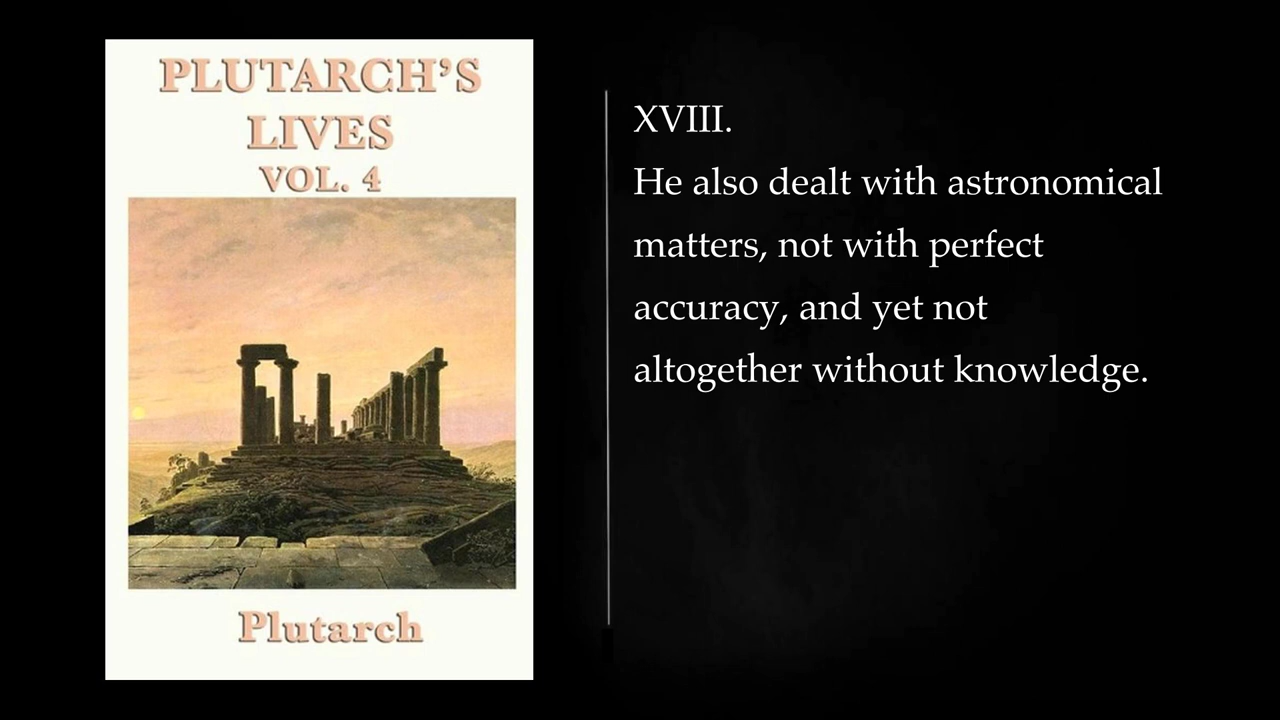 PLUTARCH'S
LIVES
VOL. 4
Plutarch
XVIII.
He also dealt with astronomical
matters, not with perfect
accuracy, and yet not
altogether without knowledge.